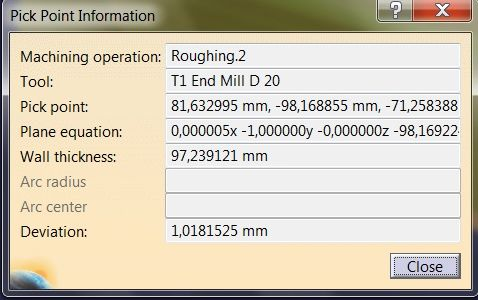 Pick Point Information
Machining operation: Roughing.2
Tool: T1 End Mill D 20
Pick point: 81,632995 mm, -98,168855 mm, -71,258388
Plane equation: 0,000005x -1,000000y -0,000000z -98,16922
Wall thickness: 97,239121 mm
Arc radius
Arc center
Deviation: 1,0181525 mm
Close